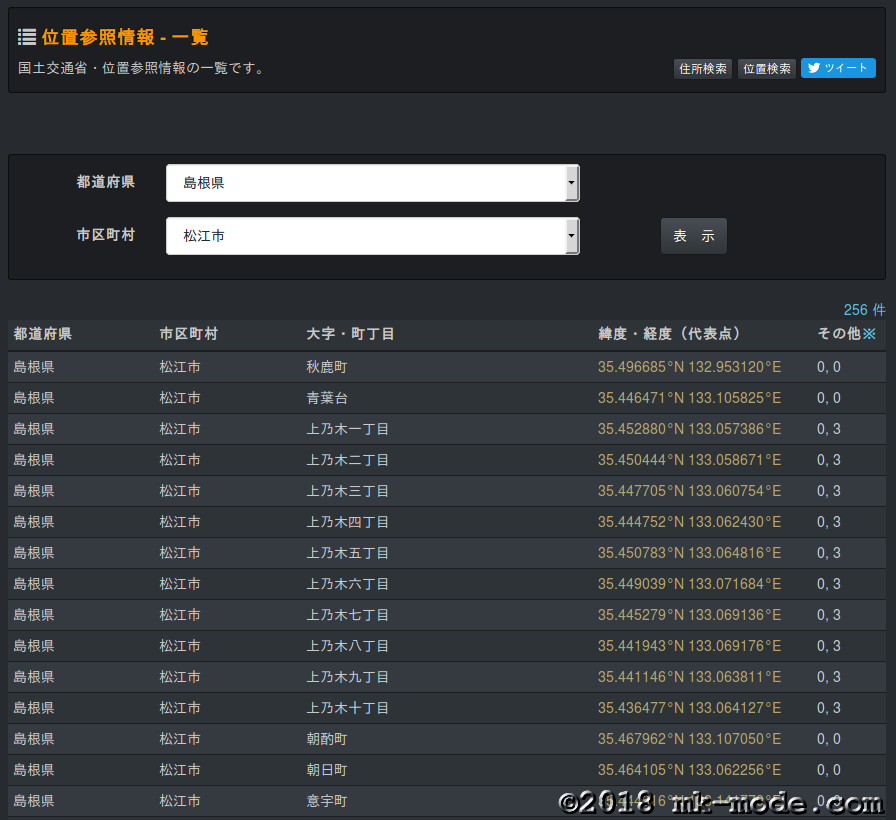 位置参照情報 - 一覧
国土交通省・位置参照情報の一覧です。
住所検索 位置検索 ツイート
都道府県 島根県
市区町村 松江市 表 示
256 件
都道府県 市区町村 大字・町丁目 緯度・経度（代表点） その他※
島根県 松江市 秋鹿町 35.496685°N 132.953120°E 0, 0
島根県 松江市 青葉台 35.446471°N 133.105825°E 0, 0
島根県 松江市 上乃木一丁目 35.452880°N 133.057386°E 0, 3
島根県 松江市 上乃木二丁目 35.450444°N 133.058671°E 0, 3
島根県 松江市 上乃木三丁目 35.447705°N 133.060754°E 0, 3
島根県 松江市 上乃木四丁目 35.444752°N 133.062430°E 0, 3
島根県 松江市 上乃木五丁目 35.450783°N 133.064816°E 0, 3
島根県 松江市 上乃木六丁目 35.449039°N 133.071684°E 0, 3
島根県 松江市 上乃木七丁目 35.445279°N 133.069136°E 0, 3
島根県 松江市 上乃木八丁目 35.441943°N 133.069176°E 0, 3
島根県 松江市 上乃木九丁目 35.441146°N 133.063811°E 0, 3
島根県 松江市 上乃木十丁目 35.436477°N 133.064127°E 0, 3
島根県 松江市 朝酌町 35.467962°N 133.107050°E 0, 0
島根県 松江市 朝日町 35.464105°N 133.062256°E 0, 0
島根県 松江市 意宇町
©2018 mk-mode.com